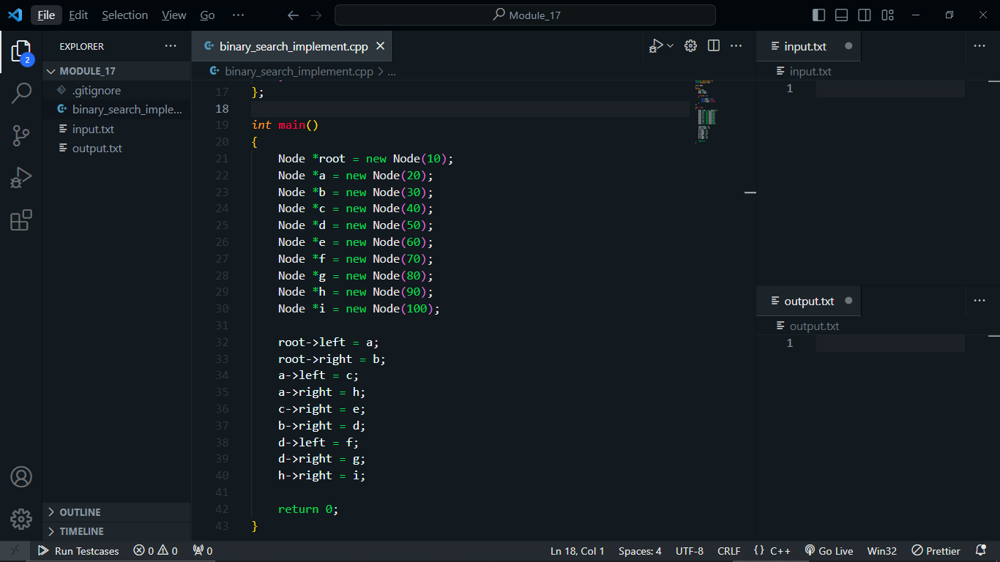 File Edit Selection View Go ··· Module_17
EXPLORER ···
2
MODULE_17
.gitignore
binary_search_imple...
input.txt
output.txt
OUTLINE
TIMELINE
binary_search_implement.cpp
binary_search_implement.cpp > ...
17 };
18
19 int main()
20 {
21 Node *root = new Node(10);
22 Node *a = new Node(20);
23 Node *b = new Node(30);
24 Node *c = new Node(40);
25 Node *d = new Node(50);
26 Node *e = new Node(60);
27 Node *f = new Node(70);
28 Node *g = new Node(80);
29 Node *h = new Node(90);
30 Node *i = new Node(100);
31
32 root->left = a;
33 root->right = b;
34 a->left = c;
35 a->right = h;
36 c->right = e;
37 b->right = d;
38 d->left = f;
39 d->right = g;
40 h->right = i;
41
42 return 0;
43 }
input.txt
input.txt
1
output.txt
output.txt
1
Run Testcases 0 0 0 Ln 18, Col 1 Spaces: 4 UTF-8 CRLF {} C++ Go Live Win32 Prettier